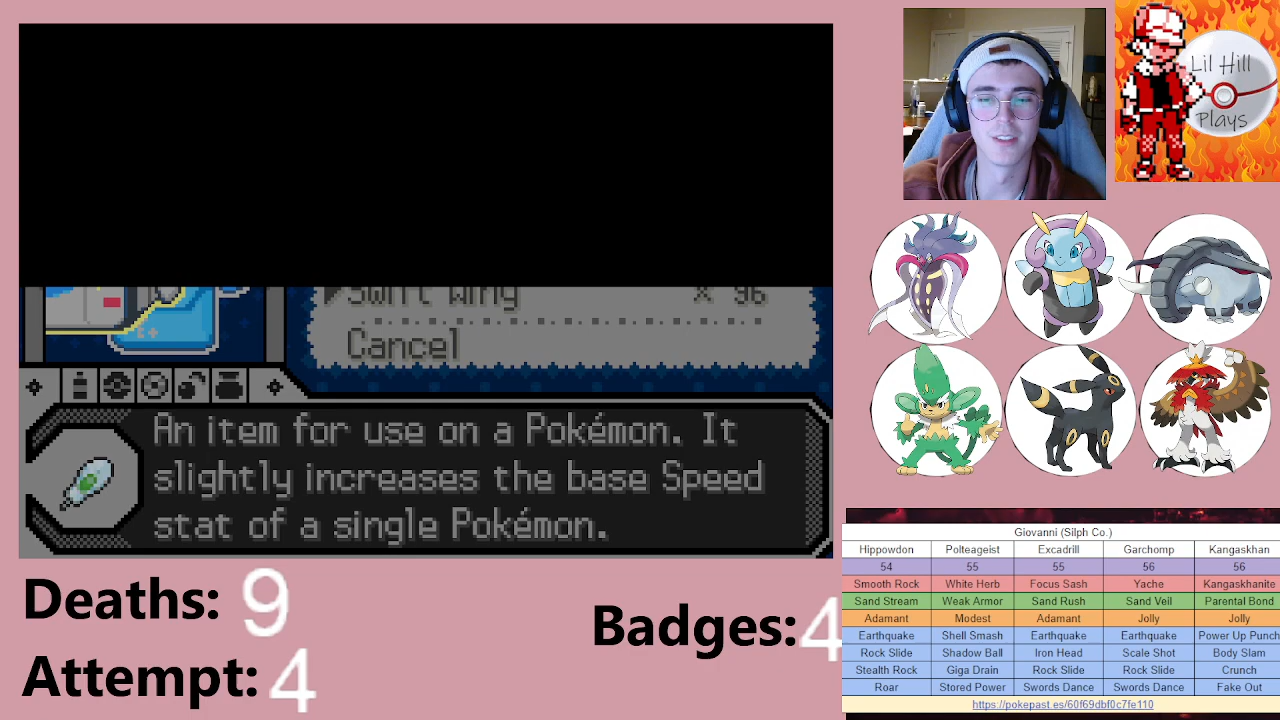 Lil Hill
Plays
Swift Wing x 96
Cancel
An item for use on a Pokémon. It
slightly increases the base Speed
stat of a single Pokémon.
Deaths: 9
Attempt: 4
Badges: 4
Giovanni (Silph Co.)
Hippowdon Polteageist Excadrill Garchomp Kangaskhan
54 55 55 56 56
Smooth Rock White Herb Focus Sash Yache Kangaskhanite
Sand Stream Weak Armor Sand Rush Sand Veil Parental Bond
Adamant Modest Adamant Jolly Jolly
Earthquake Shell Smash Earthquake Earthquake Power Up Punch
Rock Slide Shadow Ball Iron Head Scale Shot Body Slam
Stealth Rock Giga Drain Rock Slide Rock Slide Crunch
Roar Stored Power Swords Dance Swords Dance Fake Out
https://pokepast.es/60f69dbf0c7fe110